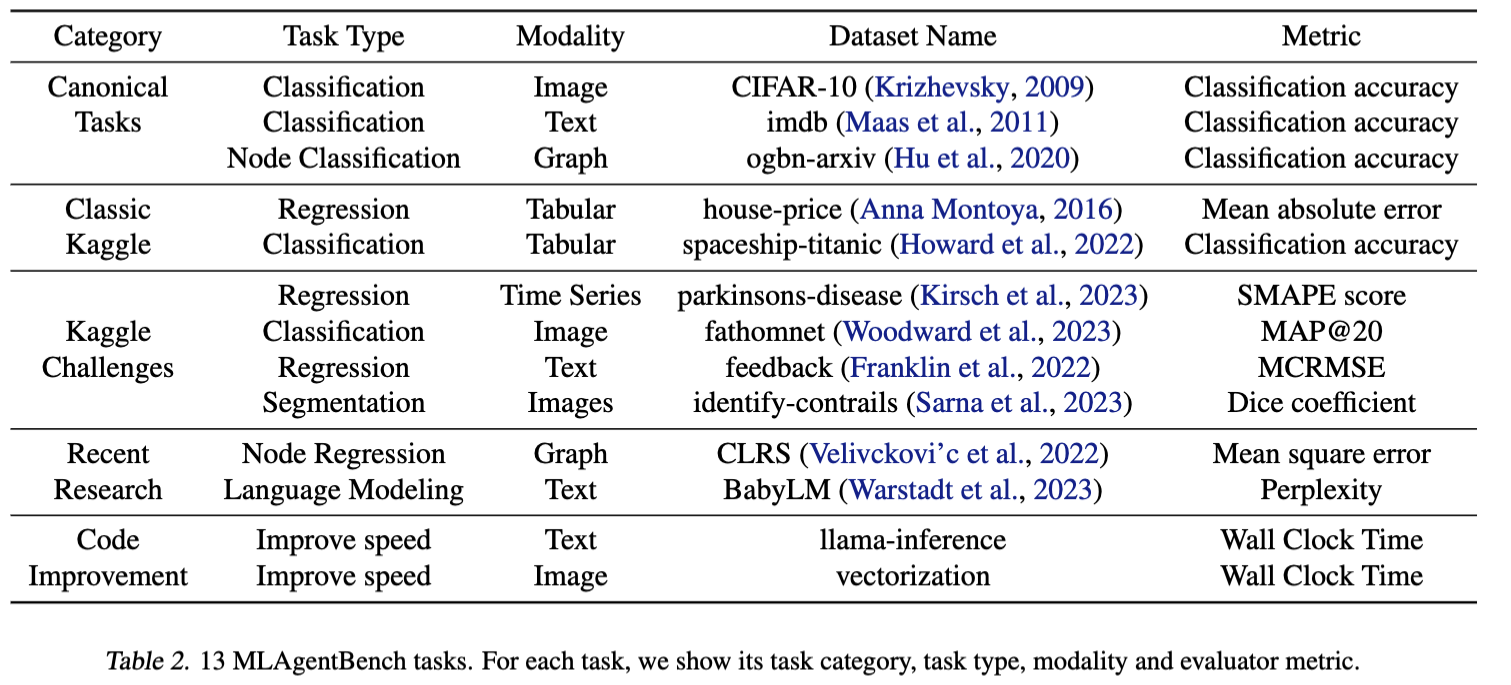 Category Task Type Modality Dataset Name Metric
Canonical Classification Image CIFAR-10 (Krizhevsky, 2009) Classification accuracy
Tasks Classification Text imdb (Maas et al., 2011) Classification accuracy
Node Classification Graph ogbn-arxiv (Hu et al., 2020) Classification accuracy
Classic Regression Tabular house-price (Anna Montoya, 2016) Mean absolute error
Kaggle Classification Tabular spaceship-titanic (Howard et al., 2022) Classification accuracy
Regression Time Series parkinsons-disease (Kirsch et al., 2023) SMAPE score
Kaggle Classification Image fathomnet (Woodward et al., 2023) MAP@20
Challenges Regression Text feedback (Franklin et al., 2022) MCRMSE
Segmentation Images identify-contrails (Sarna et al., 2023) Dice coefficient
Recent Node Regression Graph CLRS (Velivckovi’c et al., 2022) Mean square error
Research Language Modeling Text BabyLM (Warstadt et al., 2023) Perplexity
Code Improve speed Text llama-inference Wall Clock Time
Improvement Improve speed Image vectorization Wall Clock Time
Table 2. 13 MLAgentBench tasks. For each task, we show its task category, task type, modality and evaluator metric.